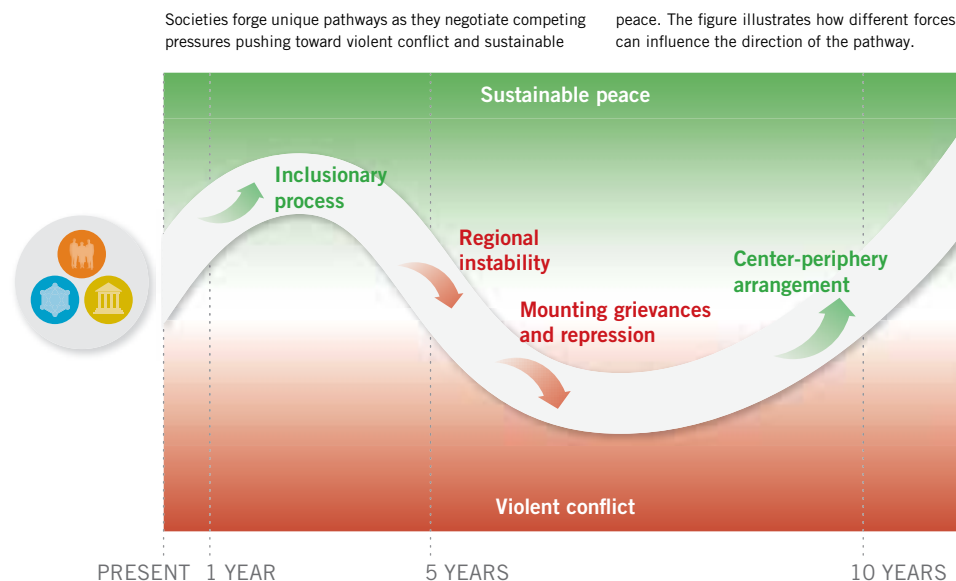 Societies forge unique pathways as they negotiate competing
pressures pushing toward violent conflict and sustainable
peace. The figure illustrates how different forces
can influence the direction of the pathway.
Sustainable peace
Inclusionary
process
Regional
instability
Center-periphery
arrangement
Mounting grievances
and repression
Violent conflict
PRESENT 1 YEAR 5 YEARS 10 YEARS